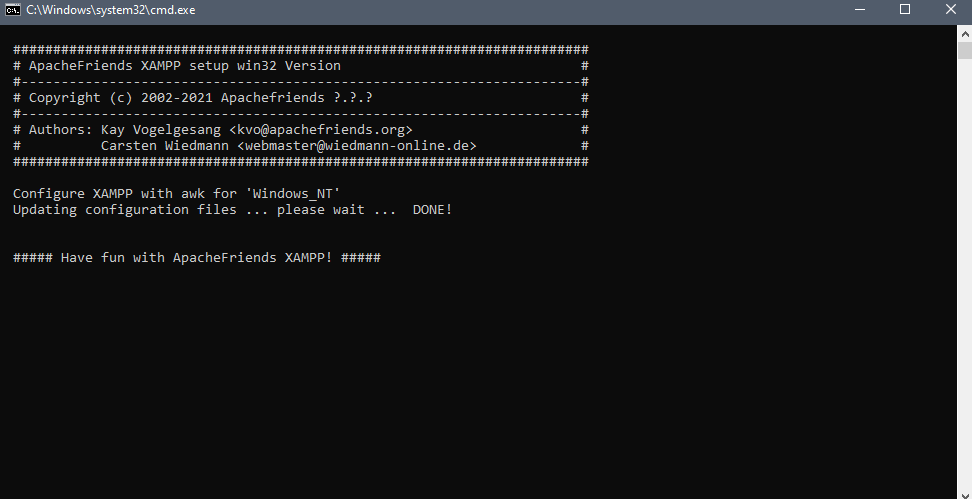 C:\Windows\system32\cmd.exe
########################################################################
# ApacheFriends XAMPP setup win32 Version                              #
#----------------------------------------------------------------------#
# Copyright (c) 2002-2021 Apachefriends ?.?.?                          #
#----------------------------------------------------------------------#
# Authors: Kay Vogelgesang <kvo@apachefriends.org>                     #
#          Carsten Wiedmann <webmaster@wiedmann-online.de>             #
########################################################################
Configure XAMPP with awk for 'Windows_NT'
Updating configuration files ... please wait ...  DONE!
##### Have fun with ApacheFriends XAMPP! #####